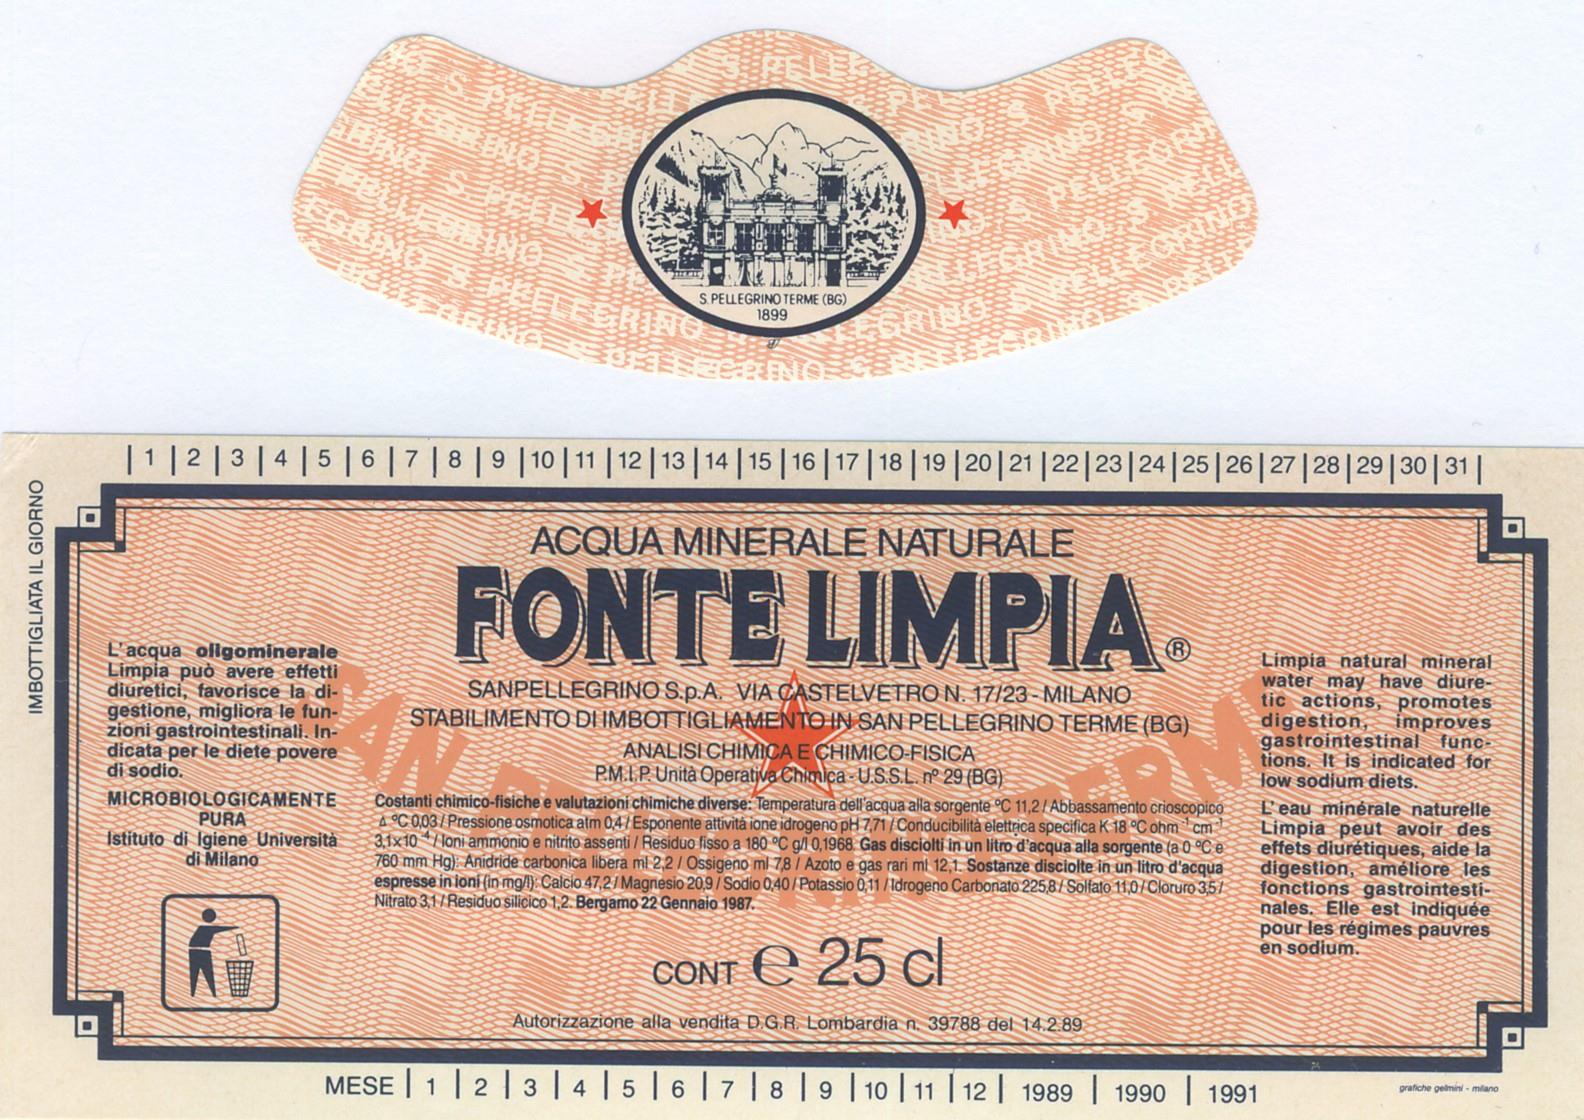 S. PELLEGRINO TERME (BG)
1899
| 1 | 2 | 3 | 4 | 5 | 6 | 7 | 8 | 9 | 10 | 11 | 12 | 13 | 14 | 15 | 16 | 17 | 18 | 19 | 20 | 21 | 22 | 23 | 24 | 25 | 26 | 27 | 28 | 29 | 30 | 31 |
IMBOTTIGLIATA IL GIORNO
ACQUA MINERALE NATURALE
FONTE LIMPIA®
SANPELLEGRINO S.p.A. VIA CASTELVETRO N. 17/23 - MILANO
STABILIMENTO DI IMBOTTIGLIAMENTO IN SAN PELLEGRINO TERME (BG)
ANALISI CHIMICA E CHIMICO-FISICA
P.M.I.P. Unità Operativa Chimica - U.S.S.L. nº 29 (BG)
Costanti chimico-fisiche e valutazioni chimiche diverse: Temperatura dell'acqua alla sorgente ºC 11,2 / Abbassamento crioscopico
Δ ºC 0,03 / Pressione osmotica atm 0,4 / Esponente attività ione idrogeno pH 7,71 / Conducibilità elettrica specifica K 18 ºC ohm⁻¹ cm⁻¹
3,1×10⁻⁴ / Ioni ammonio e nitrito assenti / Residuo fisso a 180 ºC g/l 0,1968. Gas disciolti in un litro d'acqua alla sorgente (a 0 ºC e
760 mm Hg): Anidride carbonica libera ml 2,2 / Ossigeno ml 7,8 / Azoto e gas rari ml 12,1. Sostanze disciolte in un litro d'acqua
espresse in ioni (in mg/l): Calcio 47,2 / Magnesio 20,9 / Sodio 0,40 / Potassio 0,11 / Idrogeno Carbonato 225,8 / Solfato 11,0 / Cloruro 3,5 /
Nitrato 3,1 / Residuo silicico 1,2. Bergamo 22 Gennaio 1987.
CONT ℮ 25 cl
Autorizzazione alla vendita D.G.R. Lombardia n. 39788 del 14.2.89
L'acqua oligominerale
Limpia può avere effetti
diuretici, favorisce la di-
gestione, migliora le fun-
zioni gastrointestinali. In-
dicata per le diete povere
di sodio.
MICROBIOLOGICAMENTE
PURA
Istituto di Igiene Università
di Milano
Limpia natural mineral
water may have diure-
tic actions, promotes
digestion, improves
gastrointestinal func-
tions. It is indicated for
low sodium diets.
L'eau minérale naturelle
Limpia peut avoir des
effets diurétiques, aide la
digestion, améliore les
fonctions gastrointesti-
nales. Elle est indiquée
pour les régimes pauvres
en sodium.
MESE | 1 | 2 | 3 | 4 | 5 | 6 | 7 | 8 | 9 | 10 | 11 | 12 | 1989 | 1990 | 1991
grafiche gelmini - milano